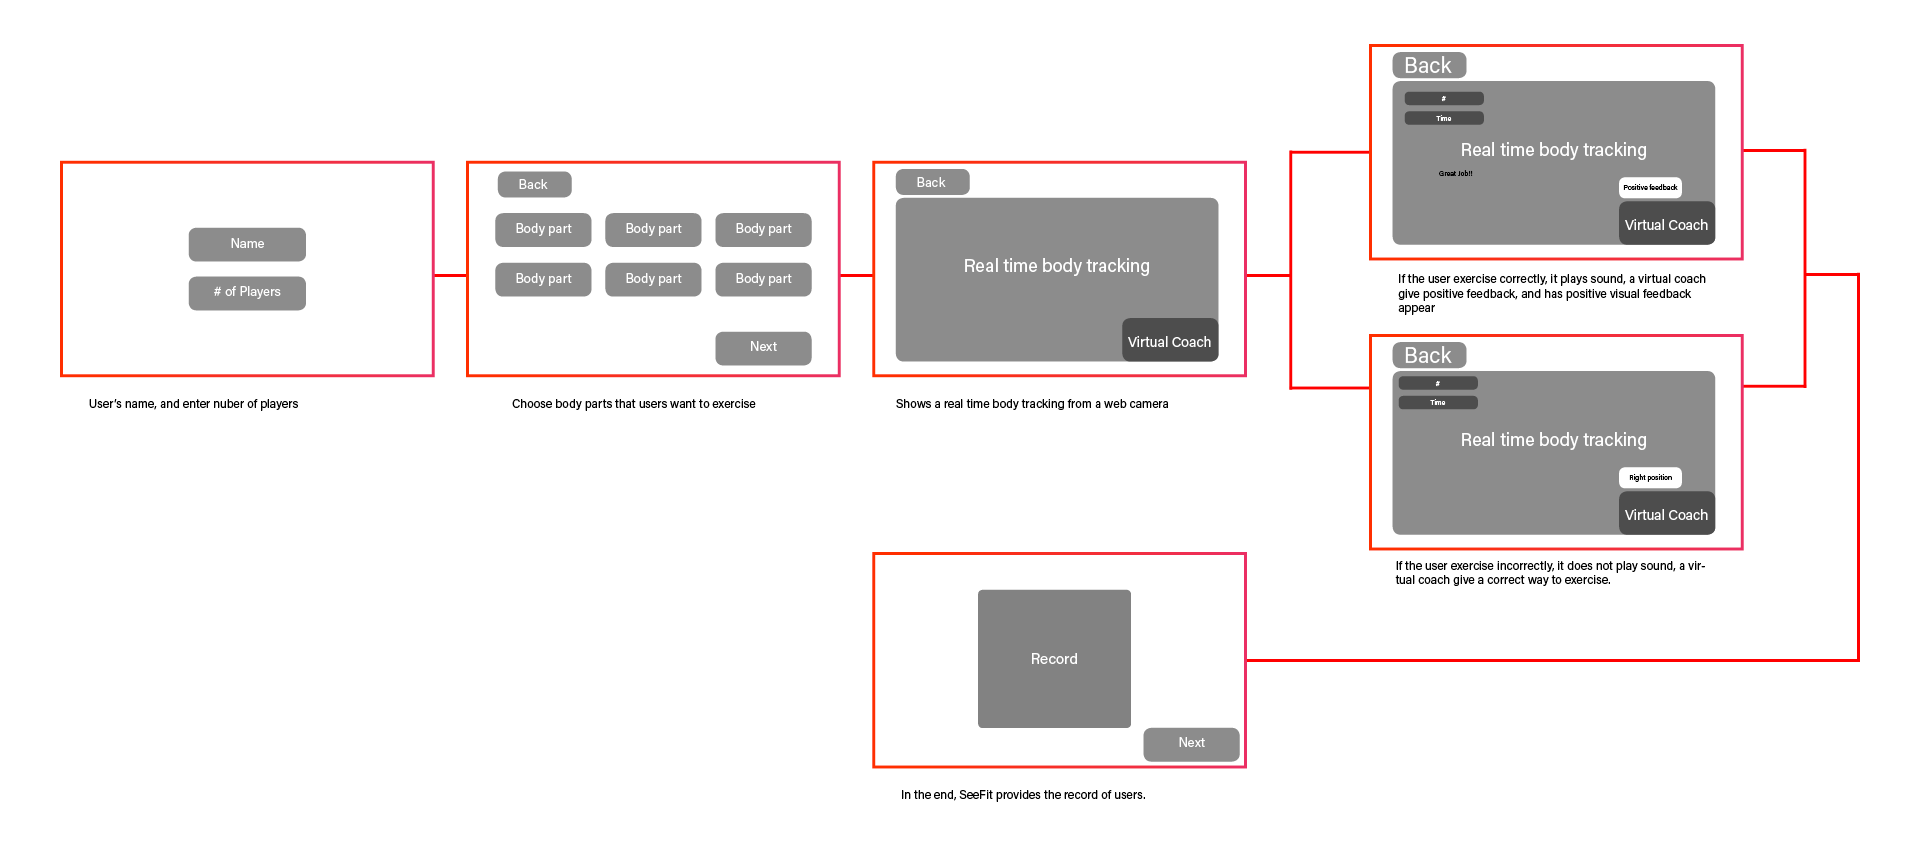 Name
# of Players
User's name, and enter nuber of players
Back
Body part
Body part
Body part
Body part
Body part
Body part
Next
Choose body parts that users want to exercise
Back
Real time body tracking
Virtual Coach
Shows a real time body tracking from a web camera
Back
#
Time
Real time body tracking
Great Job!!
Positive feedback
Virtual Coach
If the user exercise correctly, it plays sound, a virtual coach
give positive feedback, and has positive visual feedback
appear
Back
#
Time
Real time body tracking
Right position
Virtual Coach
If the user exercise incorrectly, it does not play sound, a vir-
tual coach give a correct way to exercise.
Record
Next
In the end, SeeFit provides the record of users.